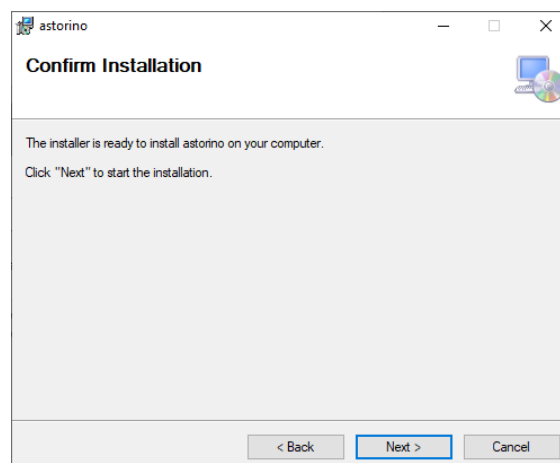 astorino
Confirm Installation
The installer is ready to install astorino on your computer.
Click "Next" to start the installation.
< Back
Next >
Cancel